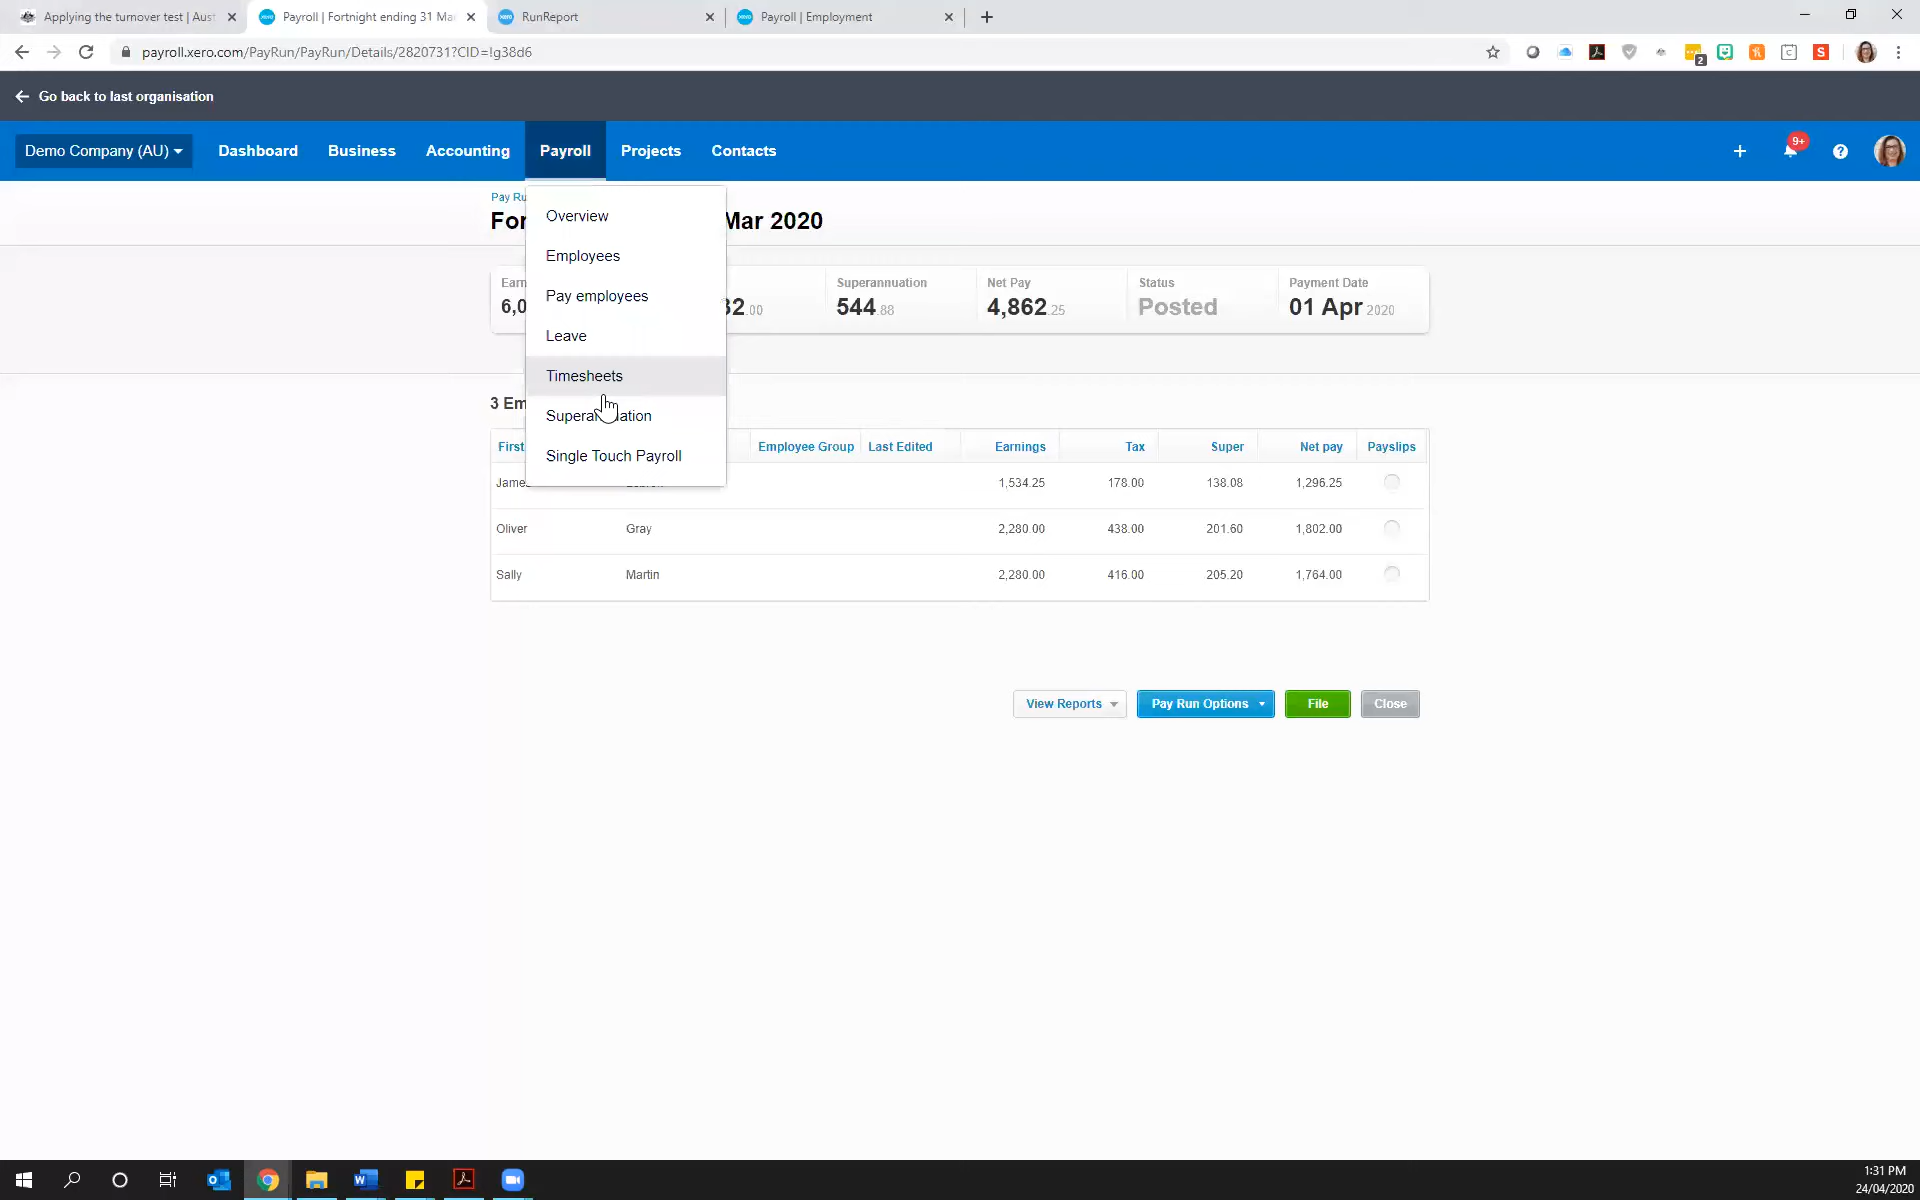 Applying the turnover test | Aust
Payroll | Fortnight ending 31 Mar
RunReport
Payroll | Employment
payroll.xero.com/PayRun/PayRun/Details/2820731?CID=!g38d6
2
Go back to last organisation
Demo Company (AU)
Dashboard
Business
Accounting
Payroll
Projects
Contacts
9+
Pay Ru
For Mar 2020
Overview
Employees
Pay employees
Leave
Timesheets
Superannuation
Single Touch Payroll
Earn
6,0
32.00
Superannuation
544.88
Net Pay
4,862.25
Status
Posted
Payment Date
01 Apr 2020
3 Em
First Employee Group Last Edited Earnings Tax Super Net pay Payslips
James 1,534.25 178.00 138.08 1,296.25
Oliver Gray 2,280.00 438.00 201.60 1,802.00
Sally Martin 2,280.00 416.00 205.20 1,764.00
View Reports
Pay Run Options
File
Close
1:31 PM
24/04/2020